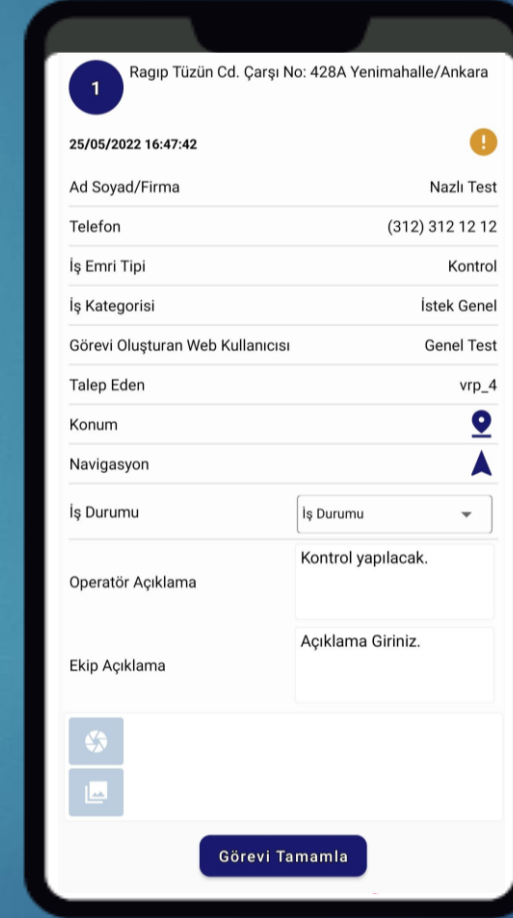 1
Ragıp Tüzün Cd. Çarşı No: 428A Yenimahalle/Ankara
25/05/2022 16:47:42
!
Ad Soyad/Firma Nazlı Test
Telefon (312) 312 12 12
İş Emri Tipi Kontrol
İş Kategorisi İstek Genel
Görevi Oluşturan Web Kullanıcısı Genel Test
Talep Eden vrp_4
Konum
Navigasyon
İş Durumu İş Durumu
Operatör Açıklama Kontrol yapılacak.
Ekip Açıklama Açıklama Giriniz.
Görevi Tamamla